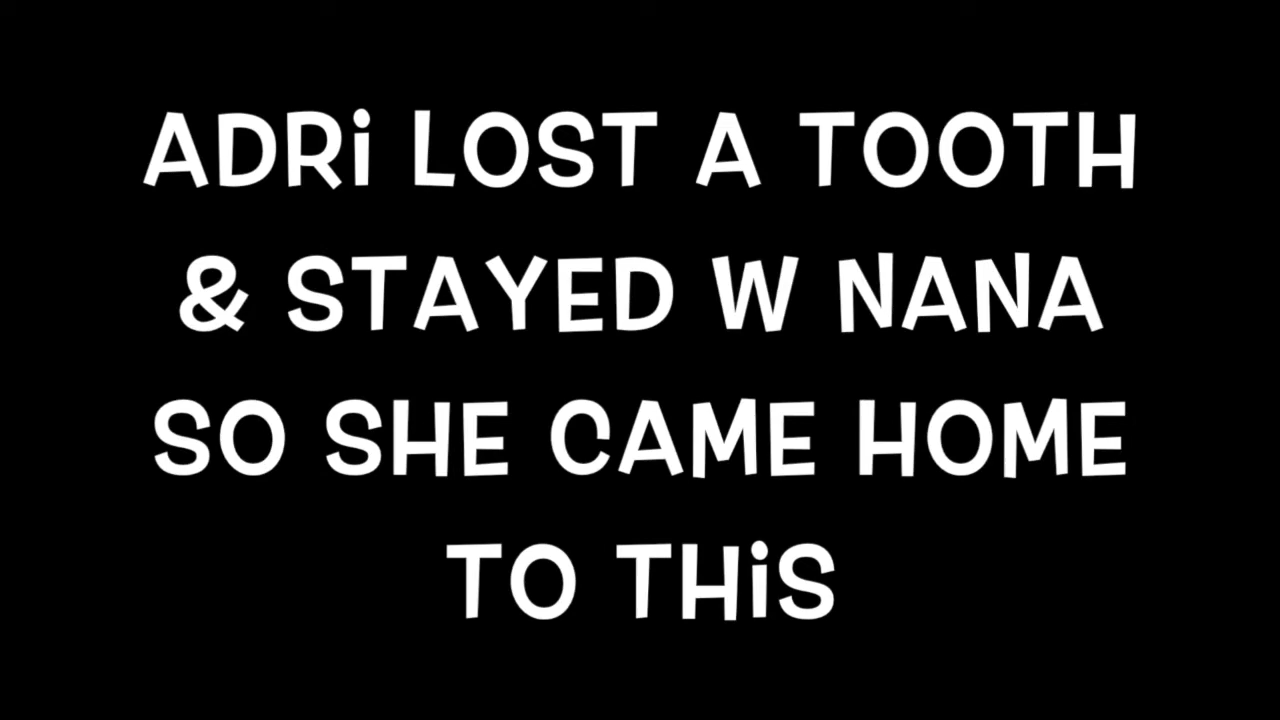 ADRi LOST A TOOTH
& STAYED W NANA
SO SHE CAME HOME
TO THiS